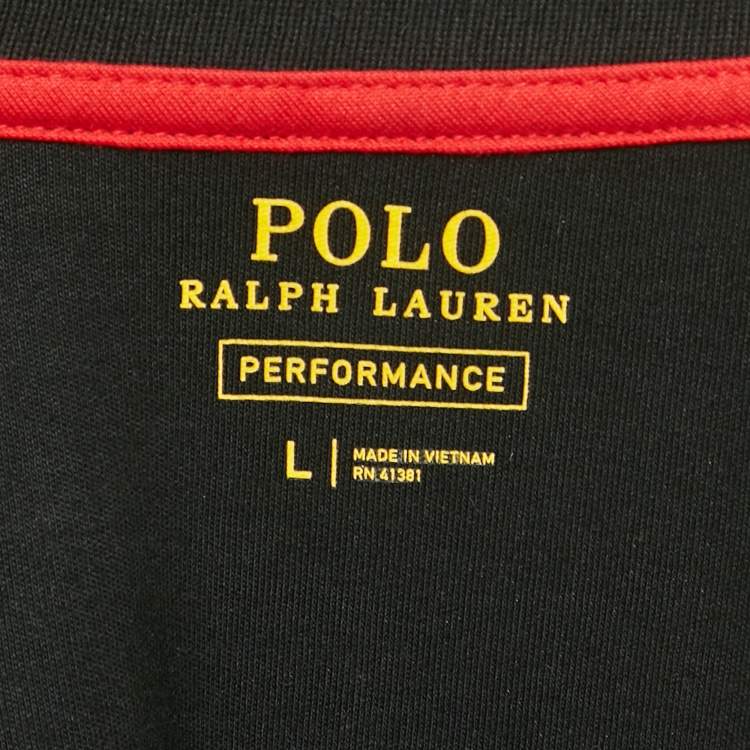 POLO
RALPH LAUREN
PERFORMANCE
L
MADE IN VIETNAM
RN 41381